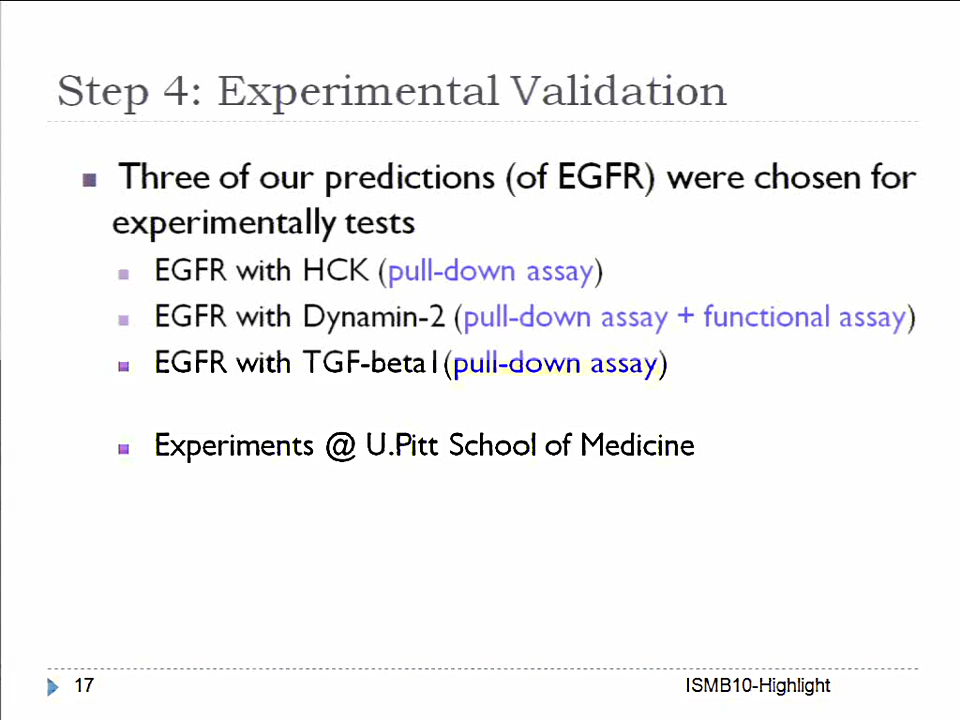 Step 4: Experimental Validation
Three of our predictions (of EGFR) were chosen for
experimentally tests
EGFR with HCK (pull-down assay)
EGFR with Dynamin-2 (pull-down assay + functional assay)
EGFR with TGF-beta1(pull-down assay)
Experiments @ U.Pitt School of Medicine
17
ISMB10-Highlight